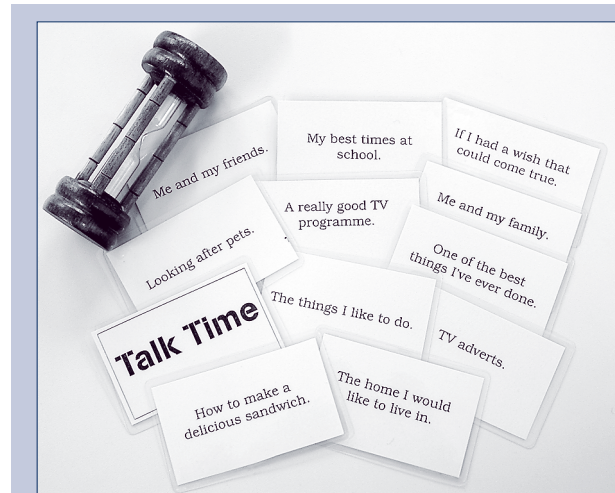 Me and my friends.
My best times at
school.
If I had a wish that
could come true.
Looking after pets.
A really good TV
programme.
Me and my family.
One of the best
things I've ever done.
Talk Time
The things I like to do.
TV adverts.
How to make a
delicious sandwich.
The home I would
like to live in.